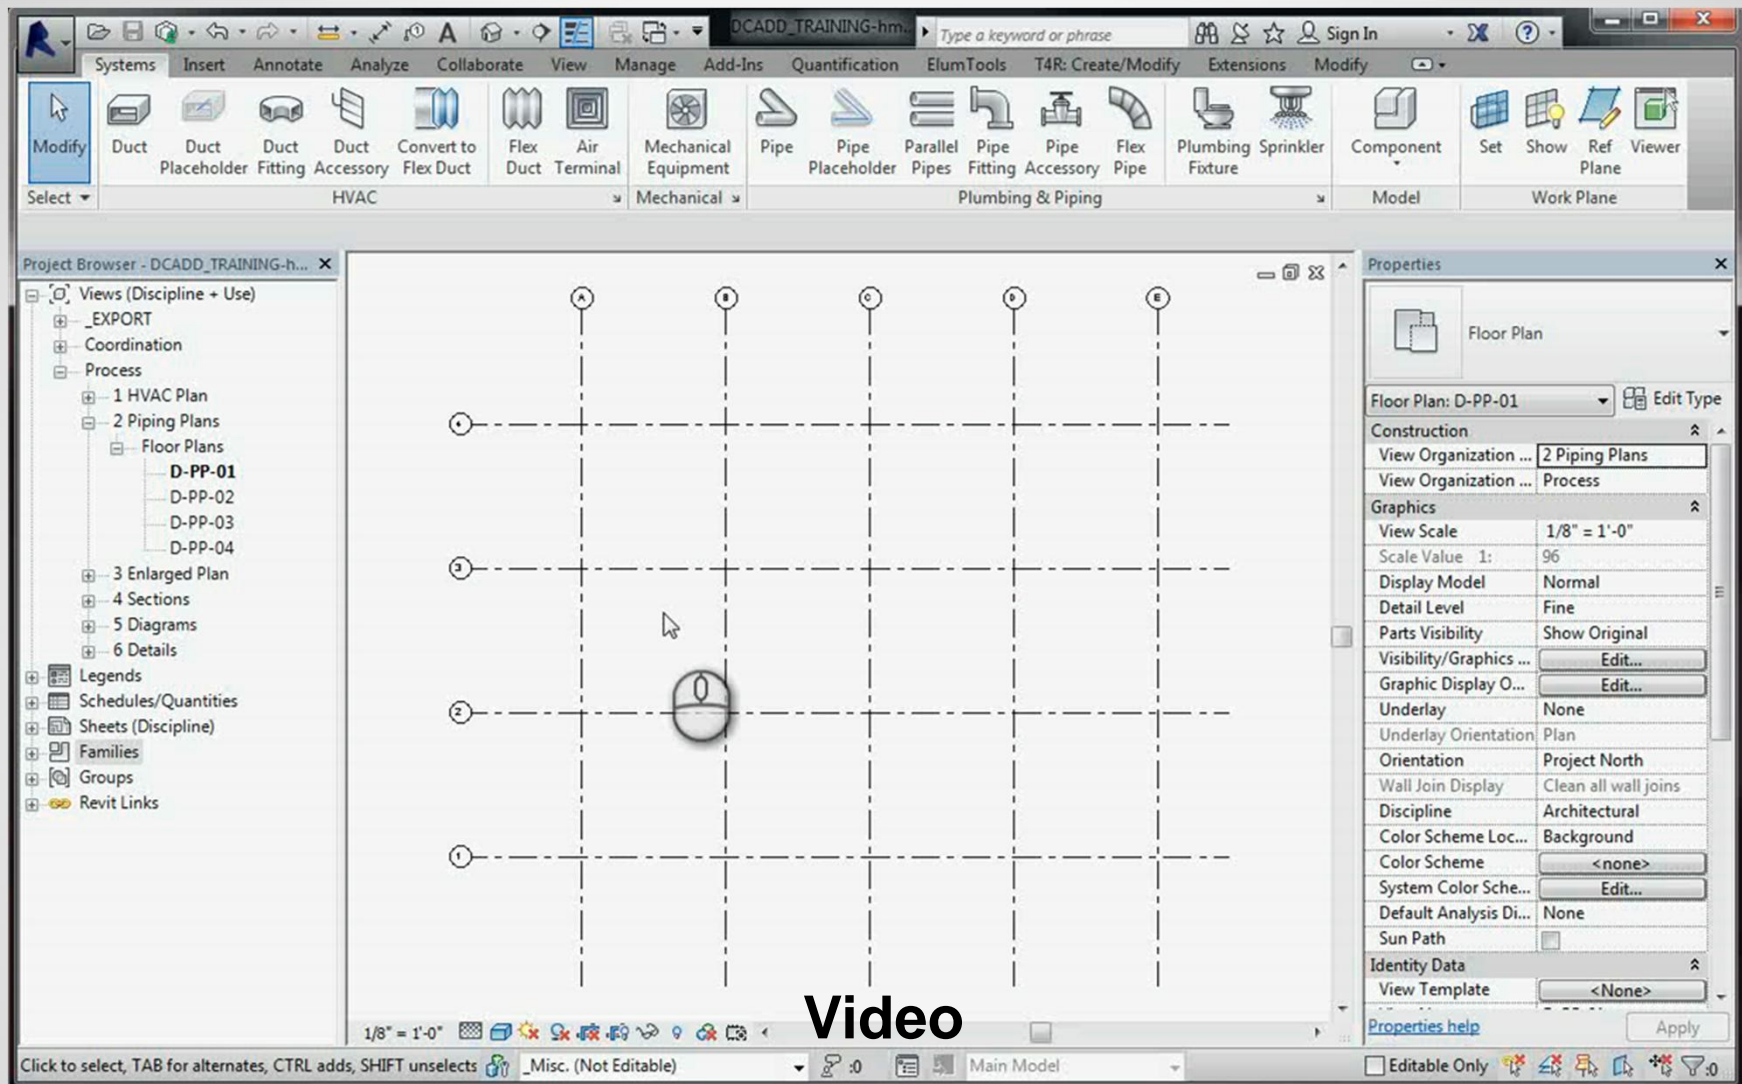 DCADD_TRAINING-hm...
Type a keyword or phrase
Sign In
Systems Insert Annotate Analyze Collaborate View Manage Add-Ins Quantification ElumTools T4R: Create/Modify Extensions Modify
Modify
Duct
Duct Placeholder
Duct Fitting
Duct Accessory
Convert to Flex Duct
Flex Duct
Air Terminal
Mechanical Equipment
Pipe
Pipe Placeholder
Parallel Pipes
Pipe Fitting
Pipe Accessory
Flex Pipe
Plumbing Fixture
Sprinkler
Component
Set
Show
Ref Plane
Viewer
Select HVAC Mechanical Plumbing & Piping Model Work Plane
Project Browser - DCADD_TRAINING-h...
Views (Discipline + Use)
_EXPORT
Coordination
Process
1 HVAC Plan
2 Piping Plans
Floor Plans
D-PP-01
D-PP-02
D-PP-03
D-PP-04
3 Enlarged Plan
4 Sections
5 Diagrams
6 Details
Legends
Schedules/Quantities
Sheets (Discipline)
Families
Groups
Revit Links
A B C D E
4
3
2
1
Properties
Floor Plan
Floor Plan: D-PP-01 Edit Type
Construction
View Organization ... 2 Piping Plans
View Organization ... Process
Graphics
View Scale 1/8" = 1'-0"
Scale Value 1: 96
Display Model Normal
Detail Level Fine
Parts Visibility Show Original
Visibility/Graphics ... Edit...
Graphic Display O... Edit...
Underlay None
Underlay Orientation Plan
Orientation Project North
Wall Join Display Clean all wall joins
Discipline Architectural
Color Scheme Loc... Background
Color Scheme <none>
System Color Sche... Edit...
Default Analysis Di... None
Sun Path
Identity Data
View Template <None>
Properties help Apply
1/8" = 1'-0"
Video
Click to select, TAB for alternates, CTRL adds, SHIFT unselects _Misc. (Not Editable) :0 Main Model Editable Only :0